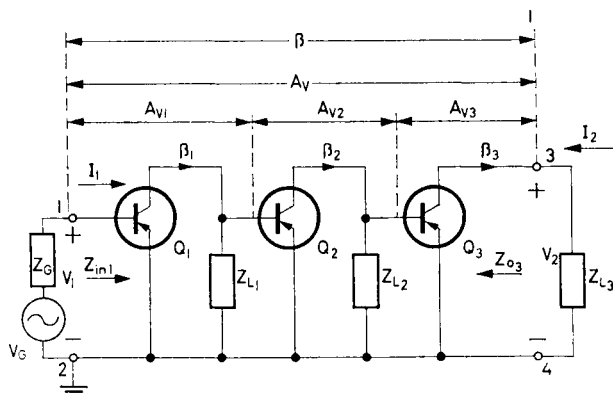 1
β
A_V
A_V1 A_V2 A_V3
I_2
I_1 β_1 β_2 β_3 3
1 + Q_1 Q_2 Q_3 +
Z_G V_1 Z_in1 Z_L1 Z_L2 Z_o3 V_2 Z_L3
V_G
2 − − 4